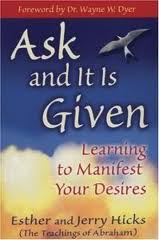 Foreword by Dr. Wayne W. Dyer
Ask
and It Is
Given
Learning
to Manifest
Your Desires
Esther and Jerry Hicks
(The Teachings of Abraham)